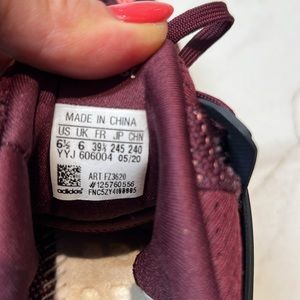 MADE IN CHINA
US UK FR JP CHN
6½ 6 39⅓ 245 240
YYJ 606004 05/20
ART FZ3620
#125760556
adidas